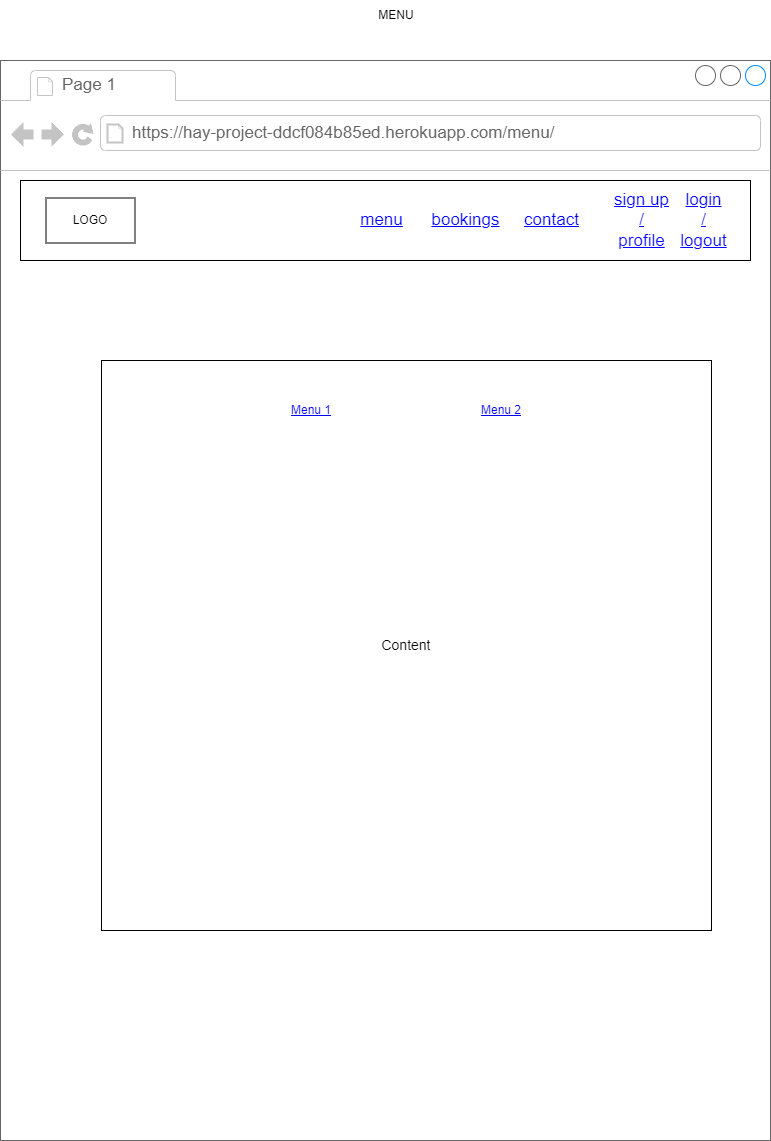 MENU
Page 1
https://hay-project-ddcf084b85ed.herokuapp.com/menu/
LOGO
menu
bookings
contact
sign up
/
profile
login
/
logout
Menu 1
Menu 2
Content